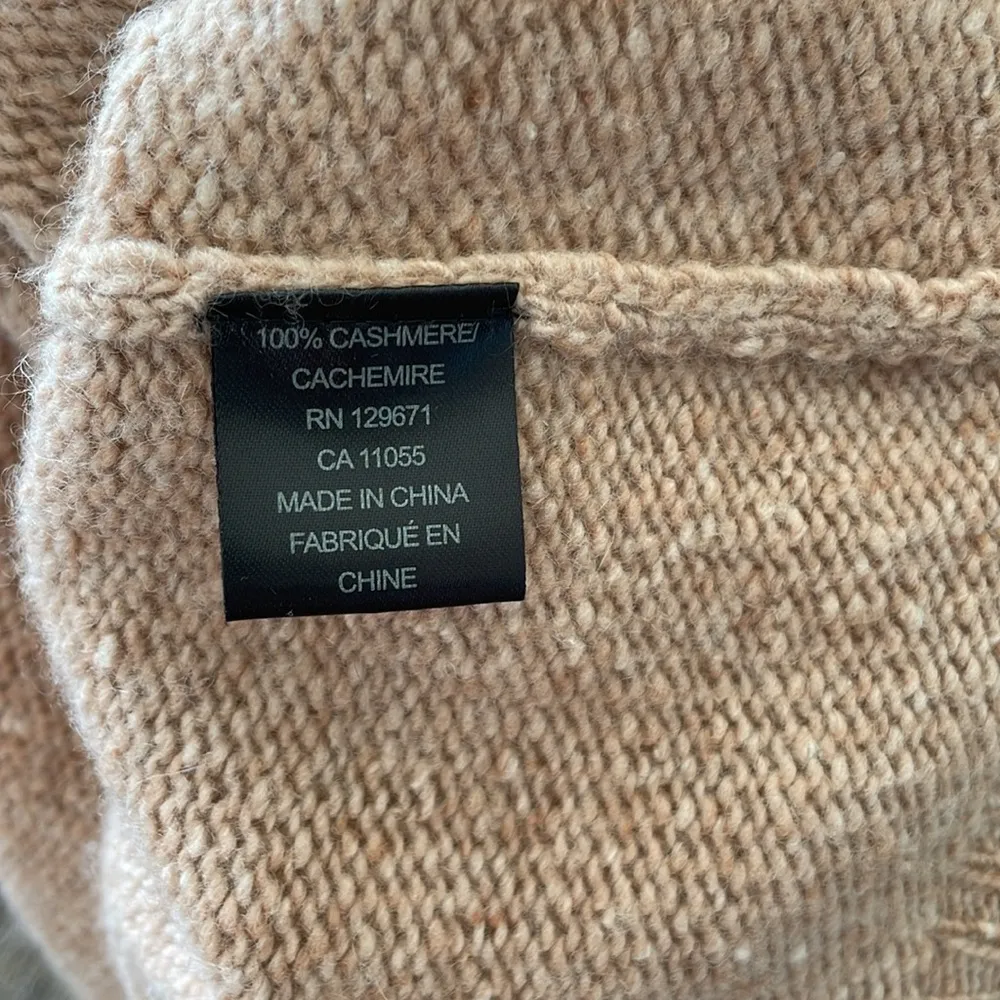 100% CASHMERE/
CACHEMIRE
RN 129671
CA 11055
MADE IN CHINA
FABRIQUÉ EN
CHINE